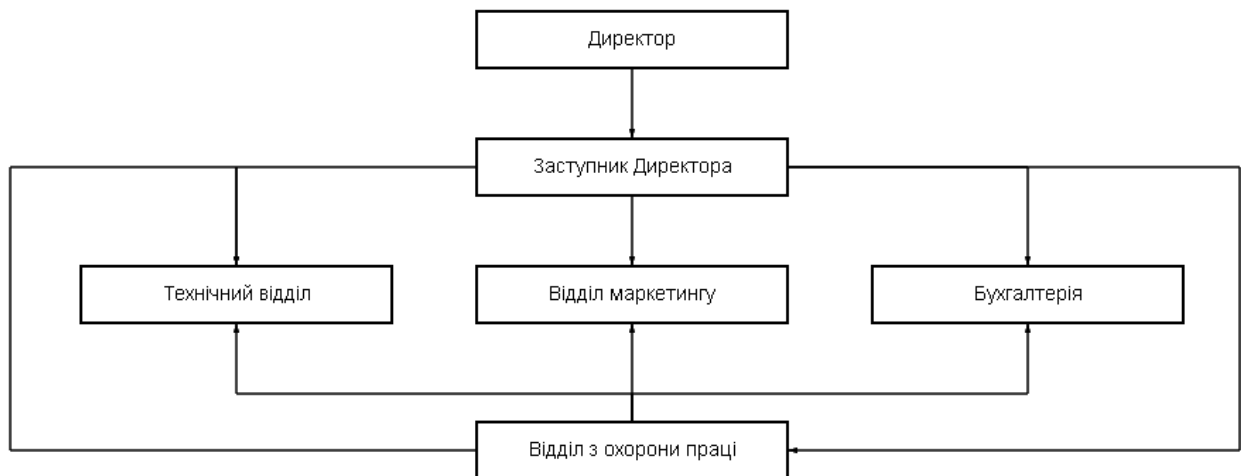 Директор
Заступник Директора
Технічний відділ
Відділ маркетингу
Бухгалтерія
Відділ з охорони праці